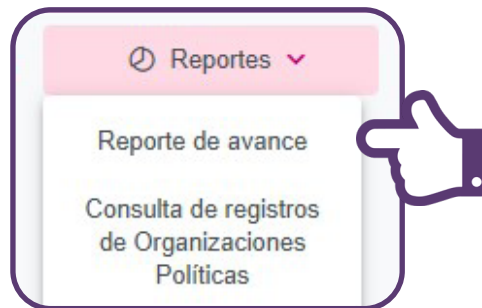 Reportes
Reporte de avance
Consulta de registros
de Organizaciones
Políticas